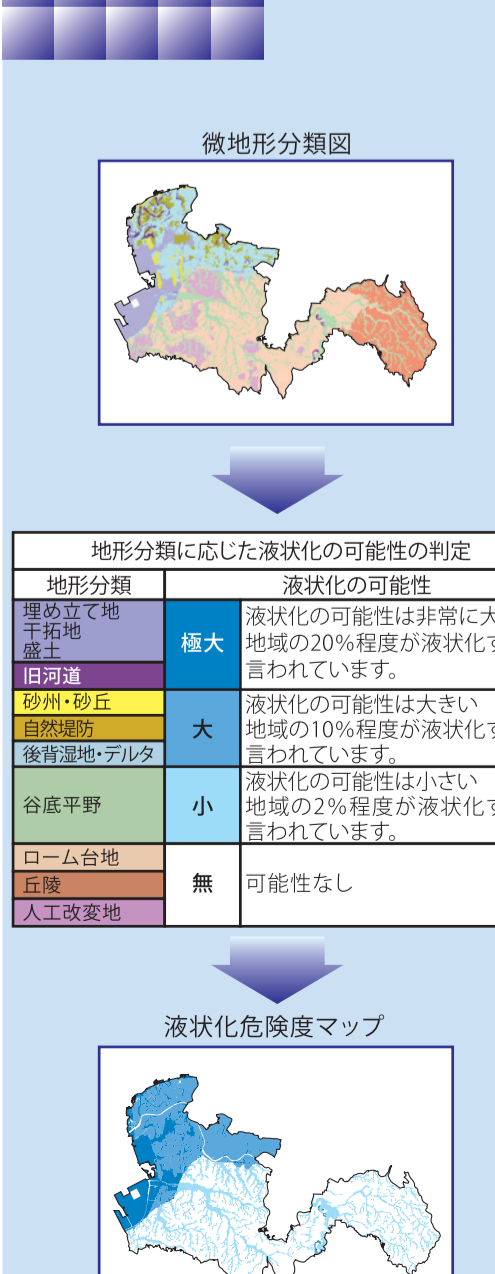 微地形分類図
地形分類に応じた液状化の可能性の判定
地形分類
液状化の可能性
埋め立て地
干拓地
盛土
旧河道
極大
液状化の可能性は非常に大
地域の20%程度が液状化す
言われています。
砂州・砂丘
自然堤防
後背湿地・デルタ
大
液状化の可能性は大きい
地域の10%程度が液状化す
言われています。
谷底平野
小
液状化の可能性は小さい
地域の2%程度が液状化す
言われています。
ローム台地
丘陵
人工改変地
無
可能性なし
液状化危険度マップ